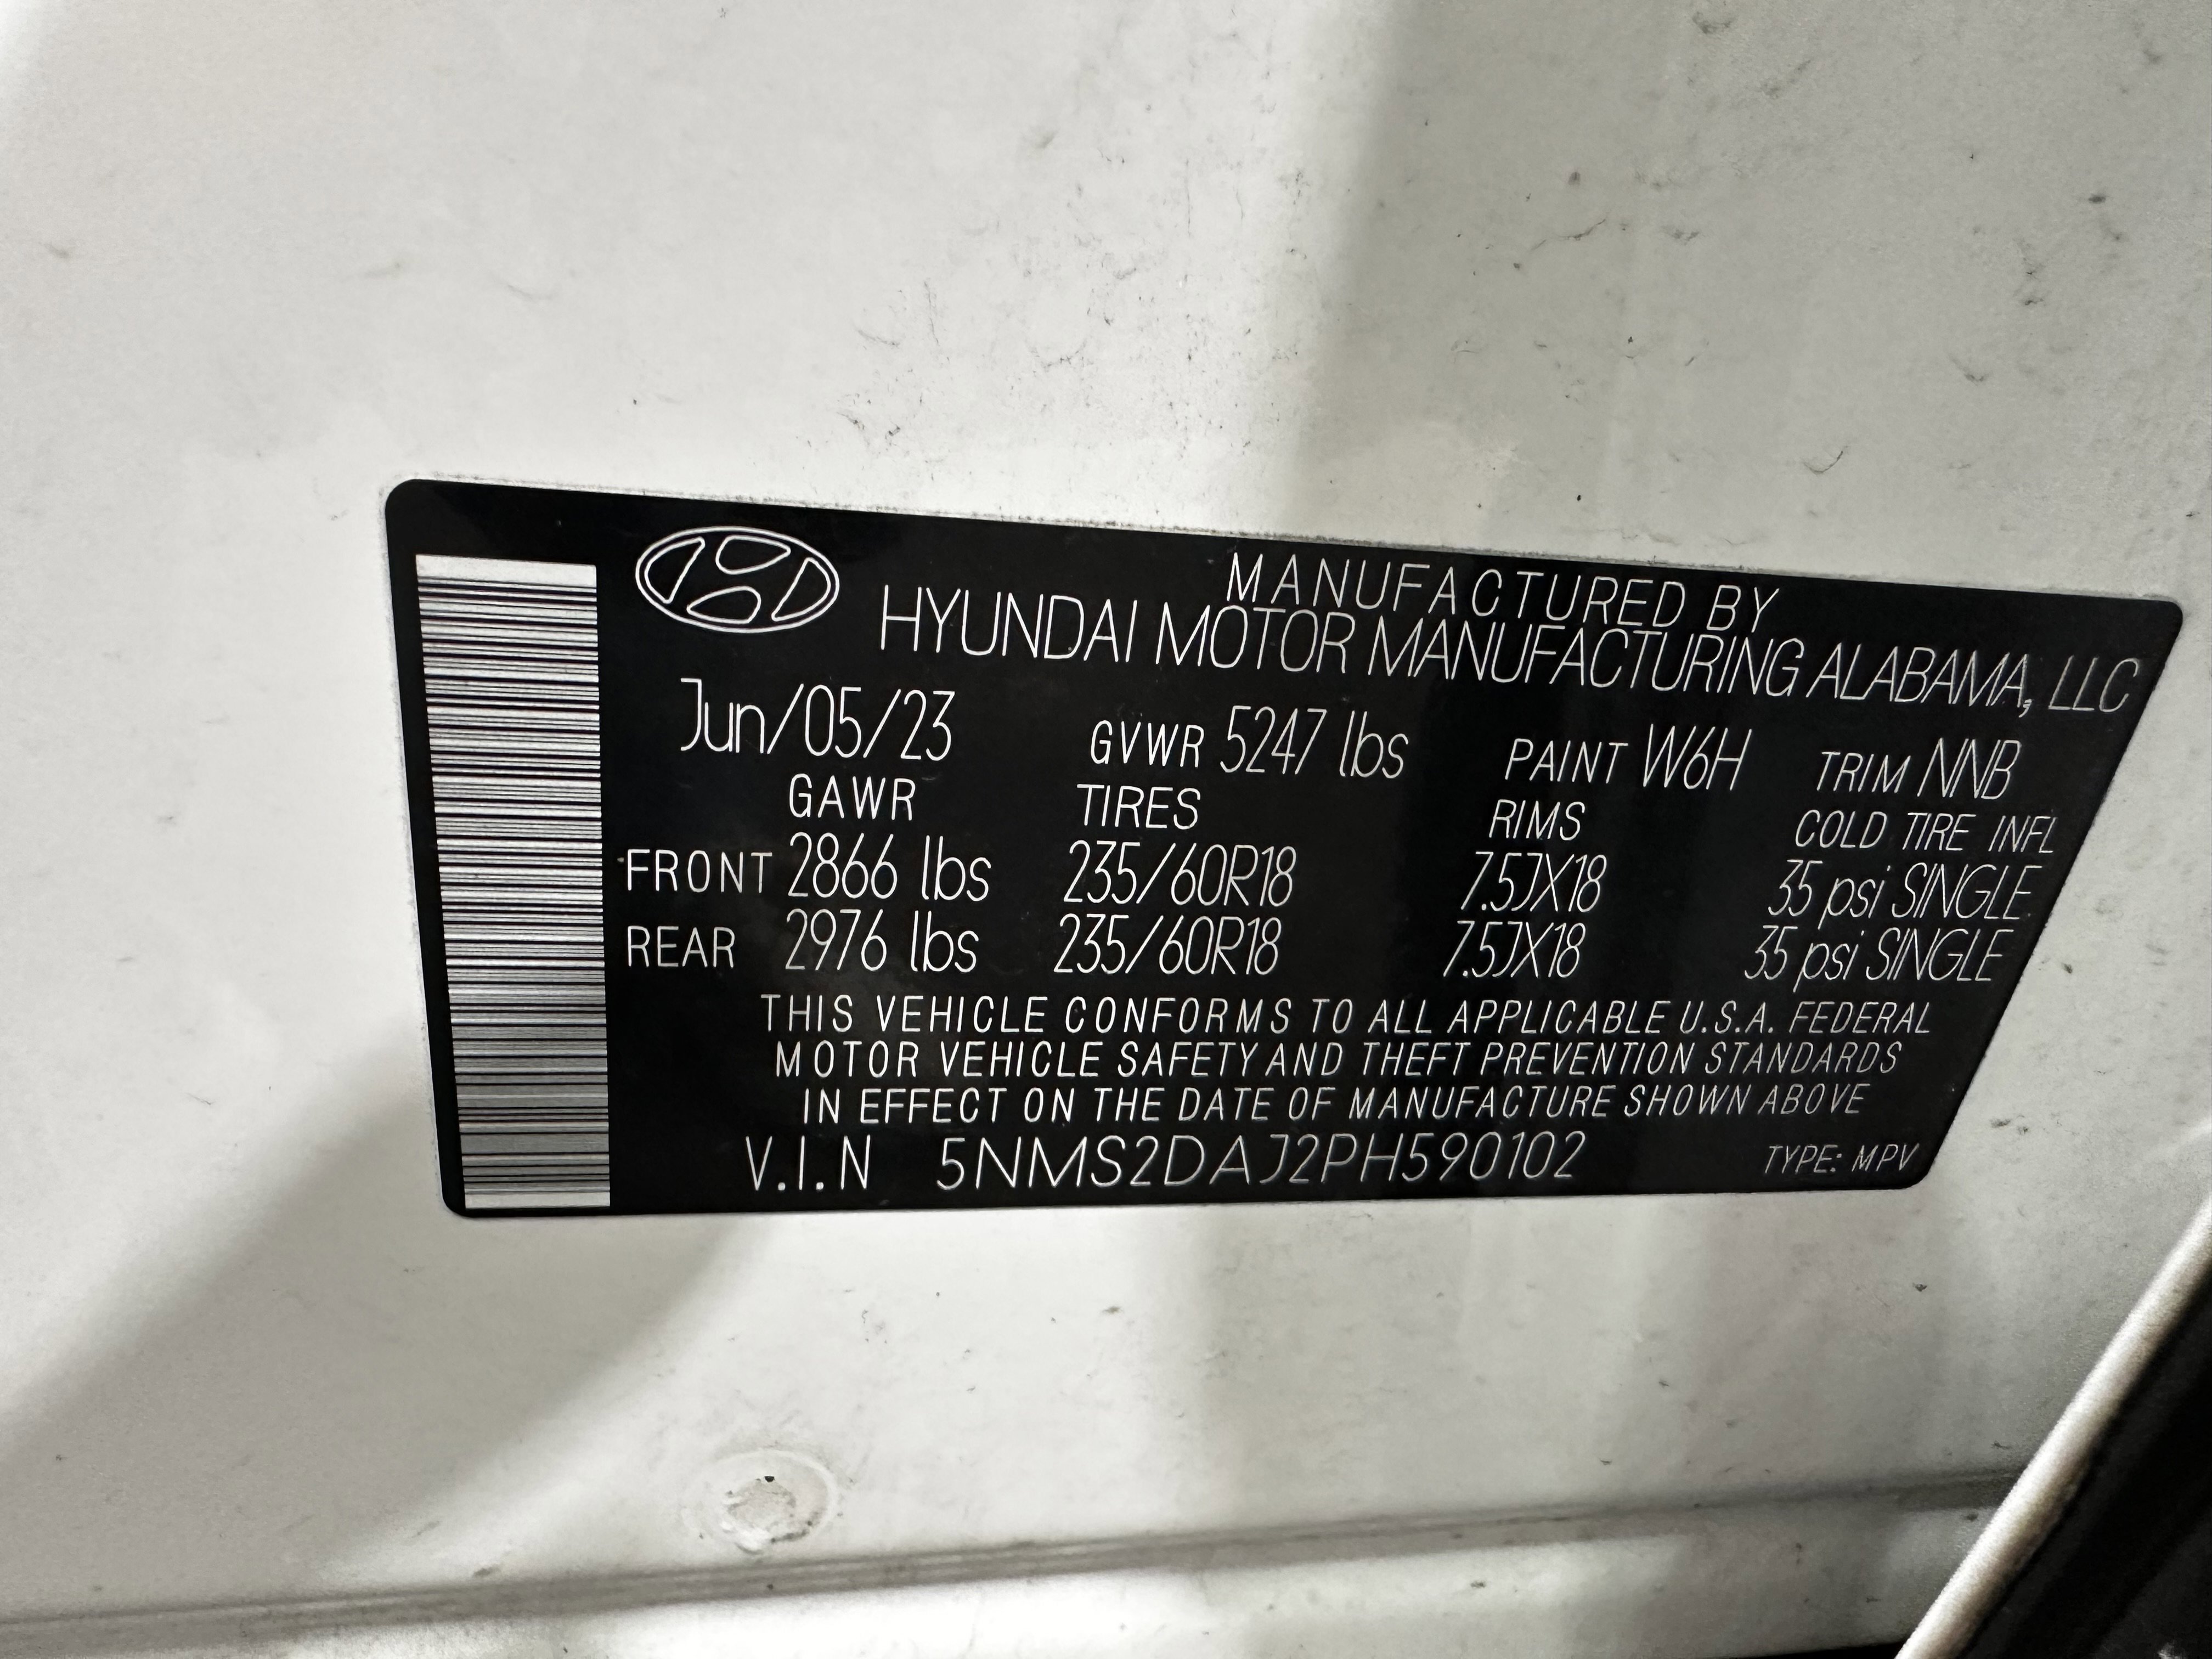 MANUFACTURED BY
HYUNDAI MOTOR MANUFACTURING ALABAMA, LLC
Jun/05/23 GVWR 5247 lbs PAINT W6H TRIM NNB
GAWR TIRES RIMS COLD TIRE INFL
FRONT 2866 lbs 235/60R18 7.5JX18 35 psi SINGLE
REAR 2976 lbs 235/60R18 7.5JX18 35 psi SINGLE
THIS VEHICLE CONFORMS TO ALL APPLICABLE U.S.A. FEDERAL
MOTOR VEHICLE SAFETY AND THEFT PREVENTION STANDARDS
IN EFFECT ON THE DATE OF MANUFACTURE SHOWN ABOVE
V.I.N 5NMS2DAJ2PH590102 TYPE: MPV